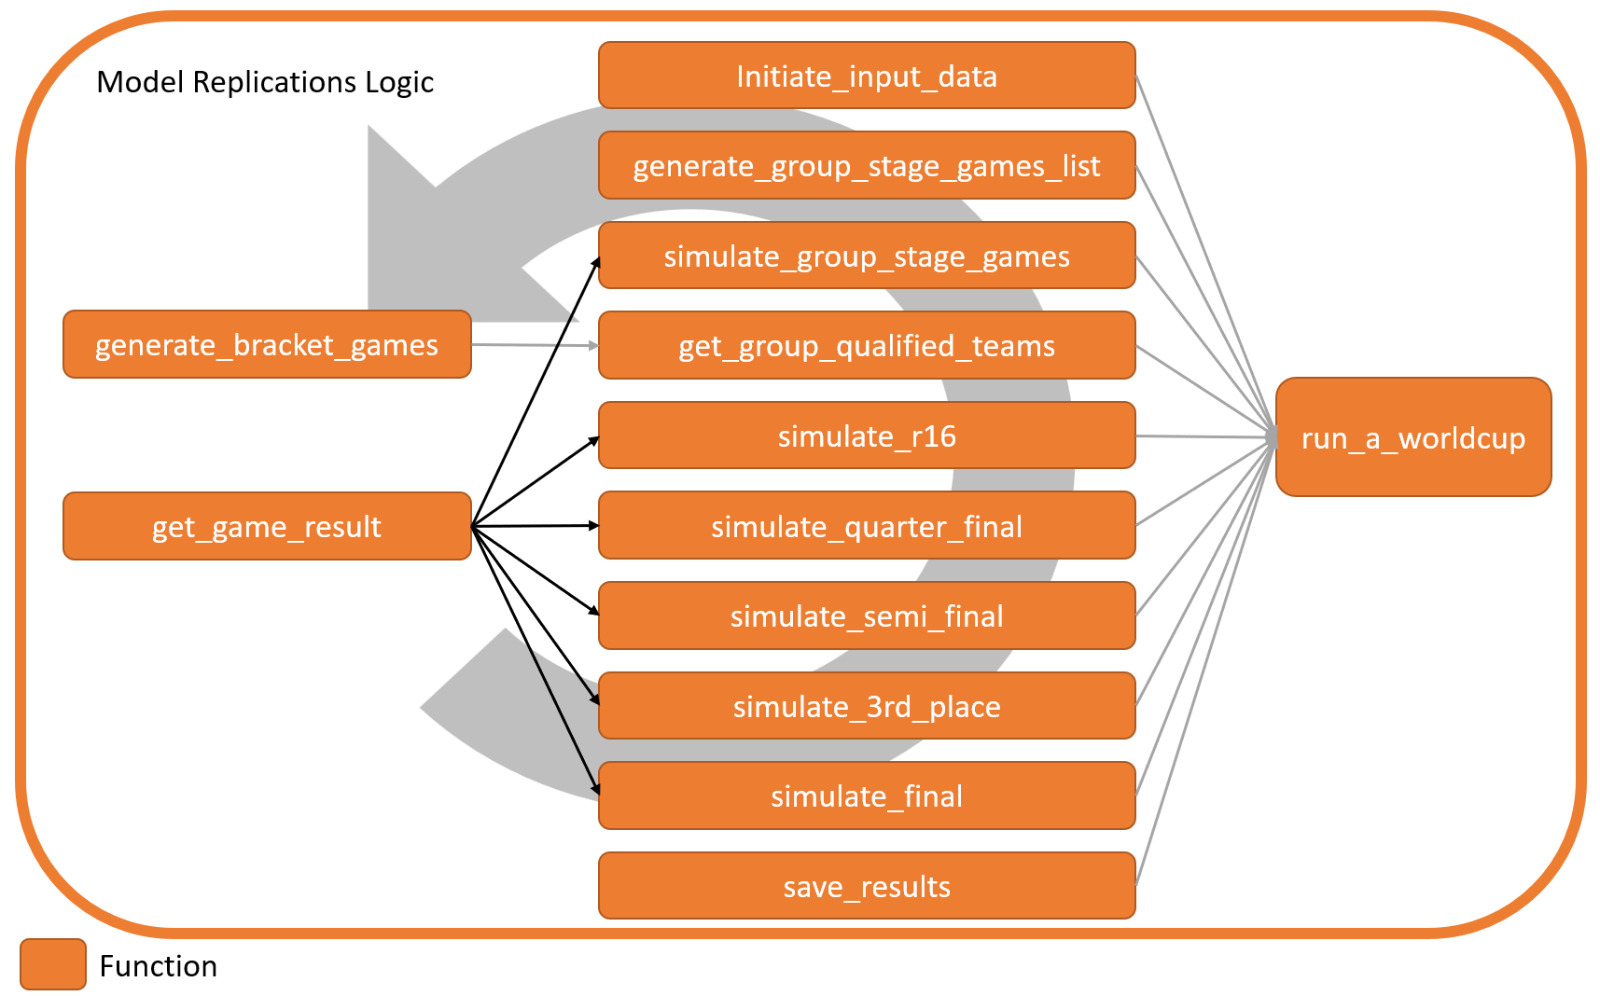 Model Replications Logic
Initiate_input_data
generate_group_stage_games_list
simulate_group_stage_games
generate_bracket_games
get_group_qualified_teams
simulate_r16
run_a_worldcup
get_game_result
simulate_quarter_final
simulate_semi_final
simulate_3rd_place
simulate_final
save_results
Function